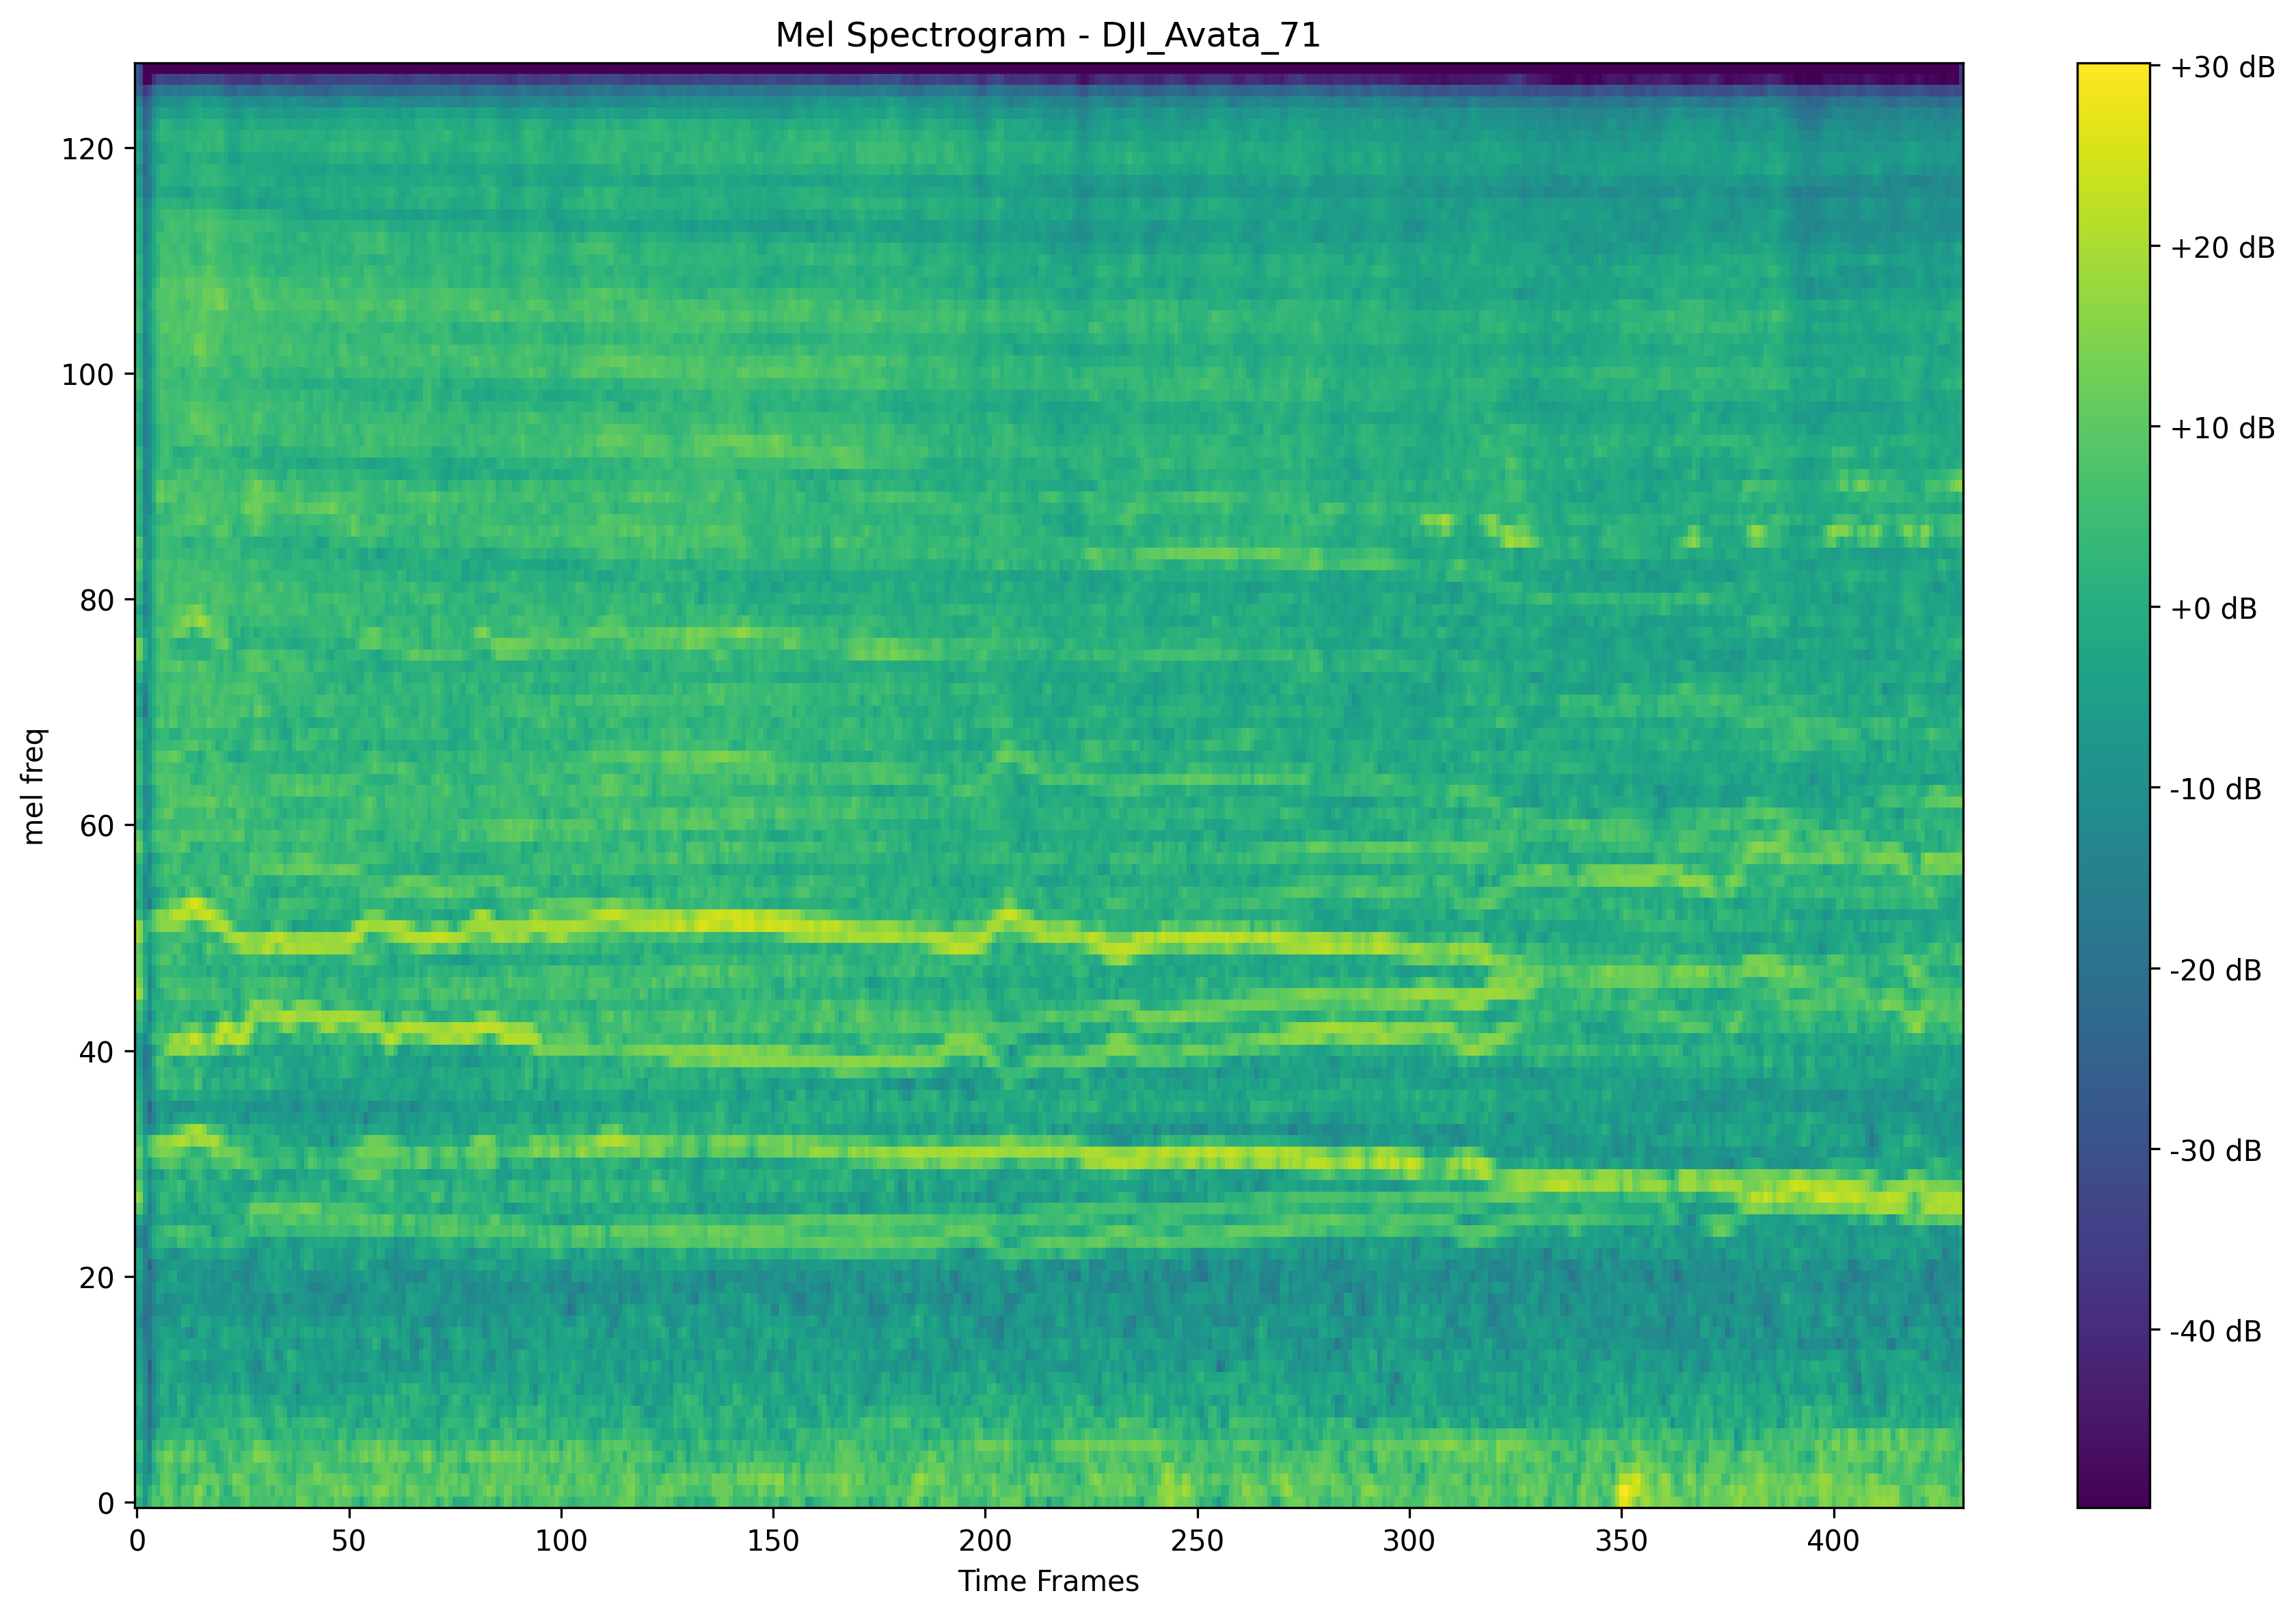 Mel Spectrogram - DJI_Avata_71
mel freq
120
100
80
60
40
20
0
0 50 100 150 200 250 300 350 400
Time Frames
+30 dB
+20 dB
+10 dB
+0 dB
-10 dB
-20 dB
-30 dB
-40 dB